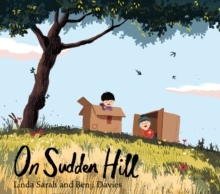 On Sudden Hill
Linda Sarah and Benji Davies